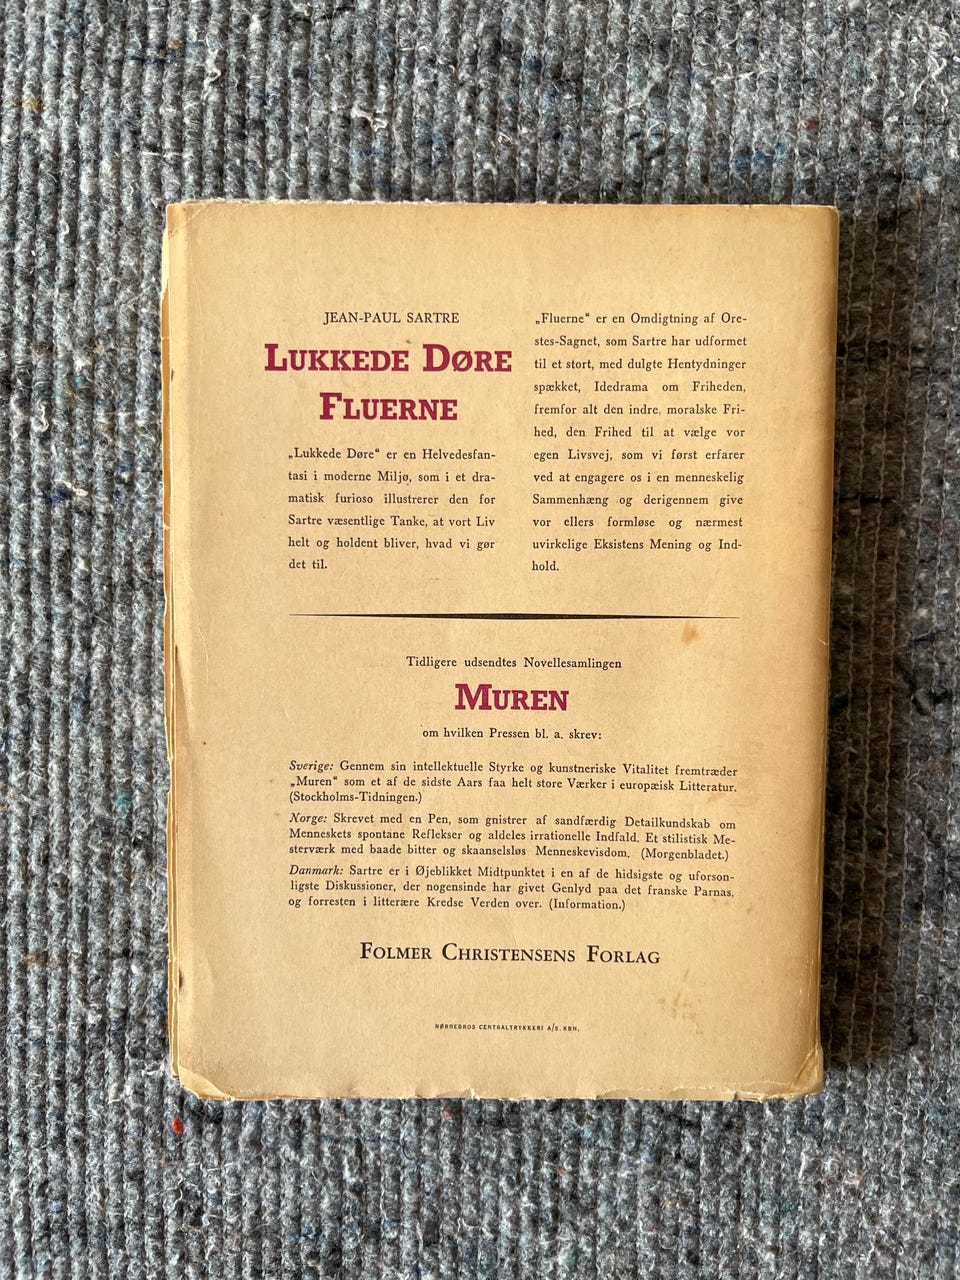 JEAN-PAUL SARTRE
LUKKEDE DØRE
FLUERNE
„Lukkede Døre“ er en Helvedesfan-
tasi i moderne Miljø, som i et dra-
matisk furioso illustrerer den for
Sartre væsentlige Tanke, at vort Liv
helt og holdent bliver, hvad vi gør
det til.
„Fluerne“ er en Omdigtning af Ore-
stes-Sagnet, som Sartre har udformet
til et stort, med dulgte Hentydninger
spækket, Idedrama om Friheden,
fremfor alt den indre, moralske Fri-
hed, den Frihed til at vælge vor
egen Livsvej, som vi først erfarer
ved at engagere os i en menneskelig
Sammenhæng og derigennem give
vor ellers formløse og nærmest
uvirkelige Eksistens Mening og Ind-
hold.
Tidligere udsendtes Novellesamlingen
MUREN
om hvilken Pressen bl. a. skrev:
Sverige: Gennem sin intellektuelle Styrke og kunstneriske Vitalitet fremtræder
„Muren“ som et af de sidste Aars faa helt store Værker i europæisk Litteratur.
(Stockholms-Tidningen.)
Norge: Skrevet med en Pen, som gnistrer af sandfærdig Detailkundskab om
Menneskets spontane Reflekser og aldeles irrationelle Indfald. Et stilistisk Me-
sterværk med baade bitter og skaanselsløs Menneskevisdom. (Morgenbladet.)
Danmark: Sartre er i Øjeblikket Midtpunktet i en af de hidsigste og uforson-
ligste Diskussioner, der nogensinde har givet Genlyd paa det franske Parnas,
og forresten i litterære Kredse Verden over. (Information.)
FOLMER CHRISTENSENS FORLAG
NØRREBROS CENTRALTRYKKERI A/S. KBH.